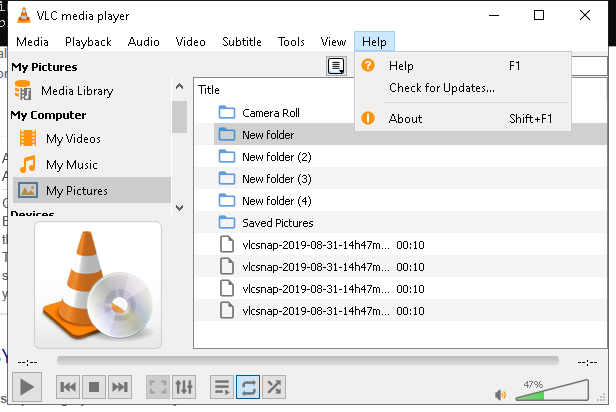 VLC media player
Media Playback Audio Video Subtitle Tools View Help
My Pictures
Media Library
My Computer
My Videos
My Music
My Pictures
Devices
Help F1
Check for Updates...
About Shift+F1
Title
Camera Roll
New folder
New folder (2)
New folder (3)
New folder (4)
Saved Pictures
vlcsnap-2019-08-31-14h47m... 00:10
vlcsnap-2019-08-31-14h47m... 00:10
vlcsnap-2019-08-31-14h47m... 00:10
vlcsnap-2019-08-31-14h47m... 00:10
--:-- --:--
47%